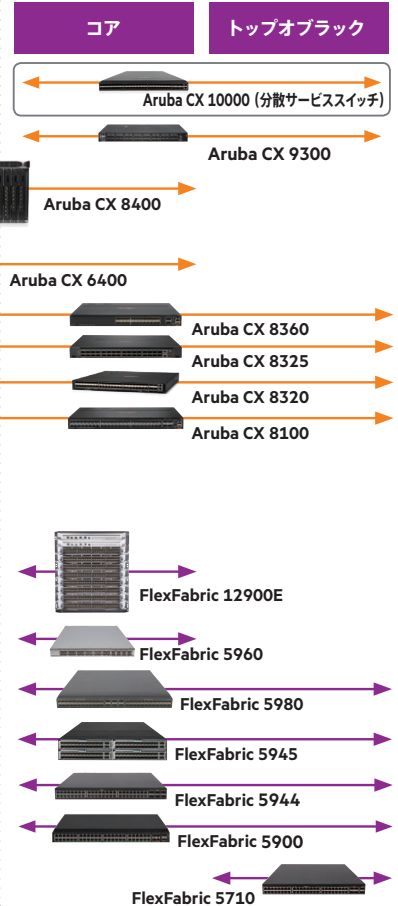 コア
トップオブラック
Aruba CX 10000（分散サービススイッチ）
Aruba CX 9300
Aruba CX 8400
Aruba CX 6400
Aruba CX 8360
Aruba CX 8325
Aruba CX 8320
Aruba CX 8100
FlexFabric 12900E
FlexFabric 5960
FlexFabric 5980
FlexFabric 5945
FlexFabric 5944
FlexFabric 5900
FlexFabric 5710